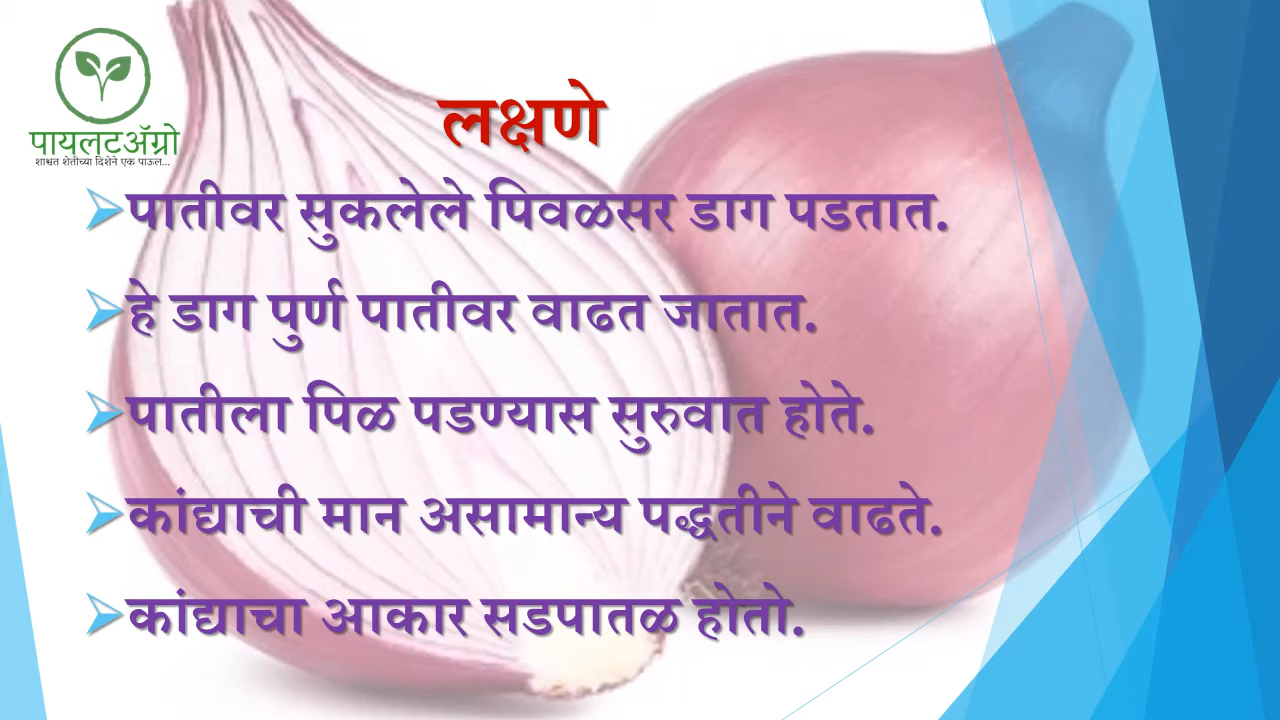 पायलटॲग्रो
शाश्वत शेतीच्या दिशेने एक पाऊल...
लक्षणे
पातीवर सुकलेले पिवळसर डाग पडतात.
हे डाग पुर्ण पातीवर वाढत जातात.
पातीला पिळ पडण्यास सुरुवात होते.
कांद्याची मान असामान्य पद्धतीने वाढते.
कांद्याचा आकार सडपातळ होतो.